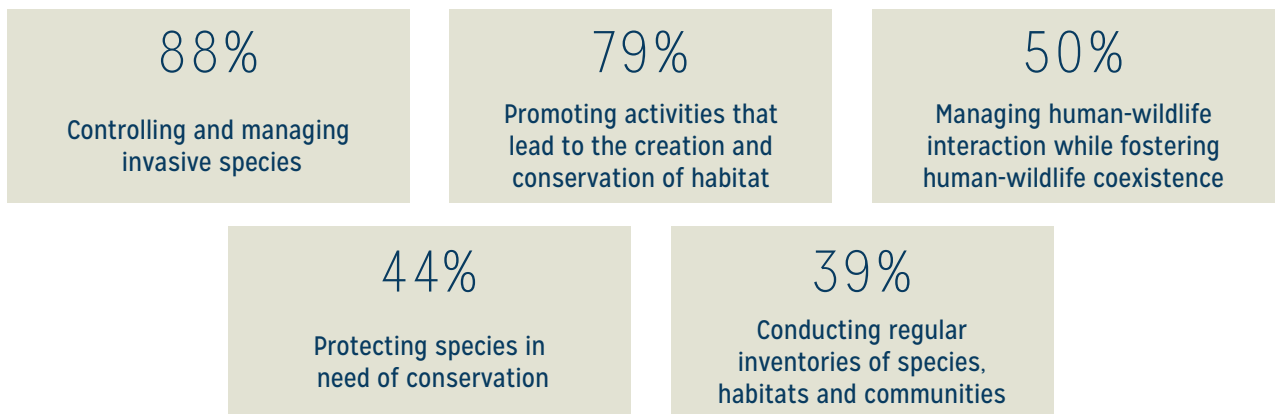 88%
Controlling and managing
invasive species
79%
Promoting activities that
lead to the creation and
conservation of habitat
50%
Managing human-wildlife
interaction while fostering
human-wildlife coexistence
44%
Protecting species in
need of conservation
39%
Conducting regular
inventories of species,
habitats and communities